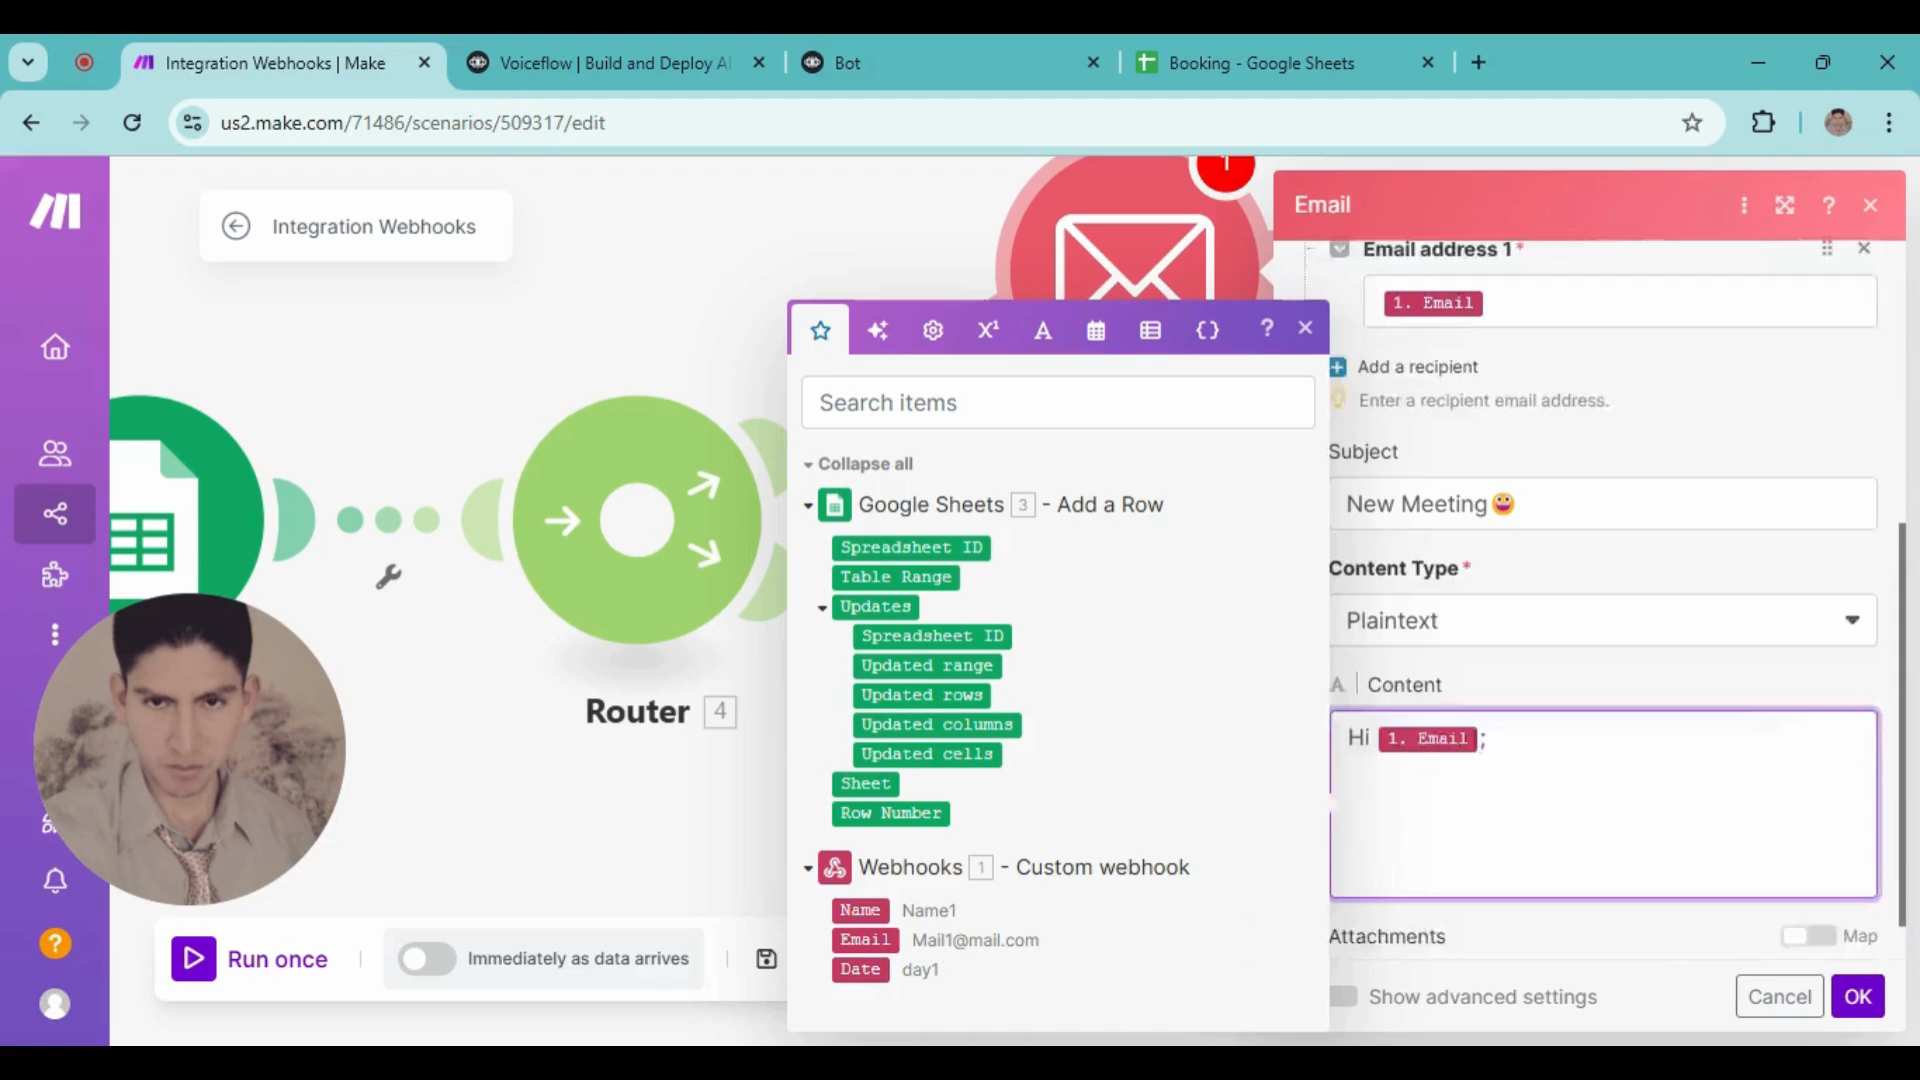 Integration Webhooks | Make
Voiceflow | Build and Deploy AI
Bot
Booking - Google Sheets
us2.make.com/71486/scenarios/509317/edit
Integration Webhooks
Router 4
Run once
Immediately as data arrives
Search items
Collapse all
Google Sheets 3 - Add a Row
Spreadsheet ID
Table Range
Updates
Spreadsheet ID
Updated range
Updated rows
Updated columns
Updated cells
Sheet
Row Number
Webhooks 1 - Custom webhook
Name Name1
Email Mail1@mail.com
Date day1
Email
Email address 1*
1. Email
Add a recipient
Enter a recipient email address.
Subject
New Meeting😀
Content Type*
Plaintext
A Content
Hi 1. Email ;
Attachments
Map
Show advanced settings
Cancel
OK